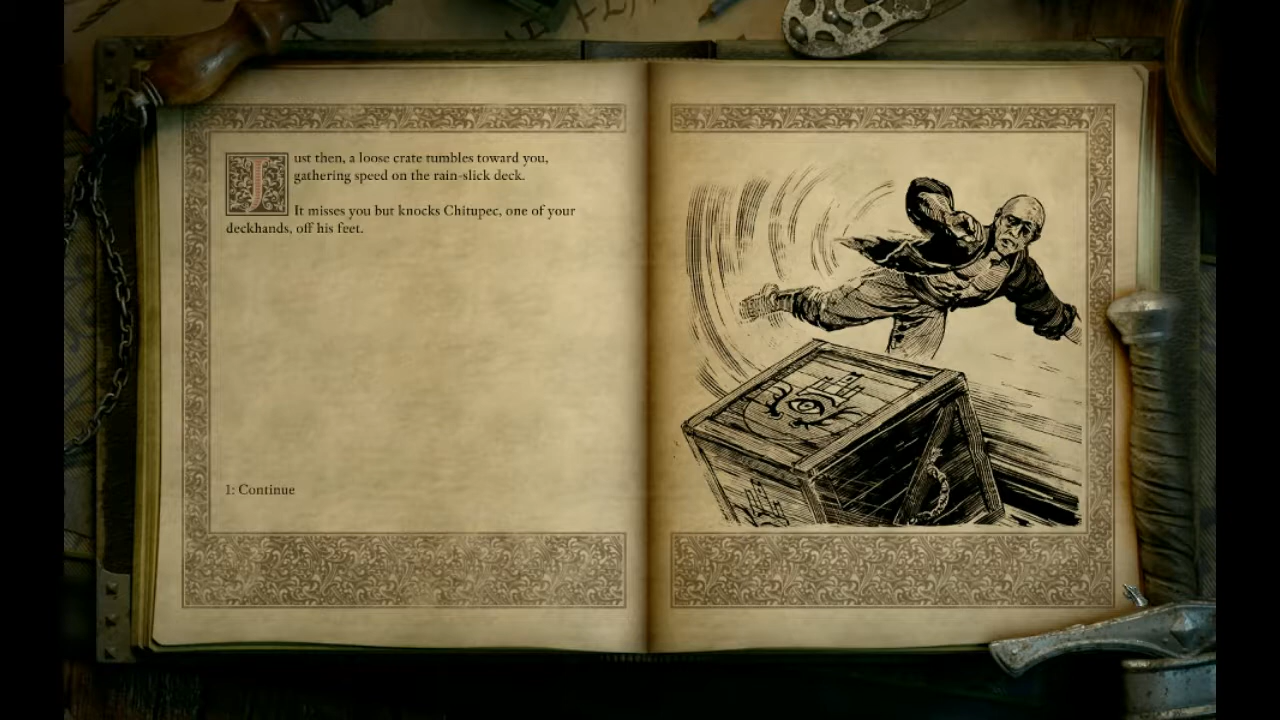 Just then, a loose crate tumbles toward you,
gathering speed on the rain-slick deck.
It misses you but knocks Chitupec, one of your
deckhands, off his feet.
1: Continue